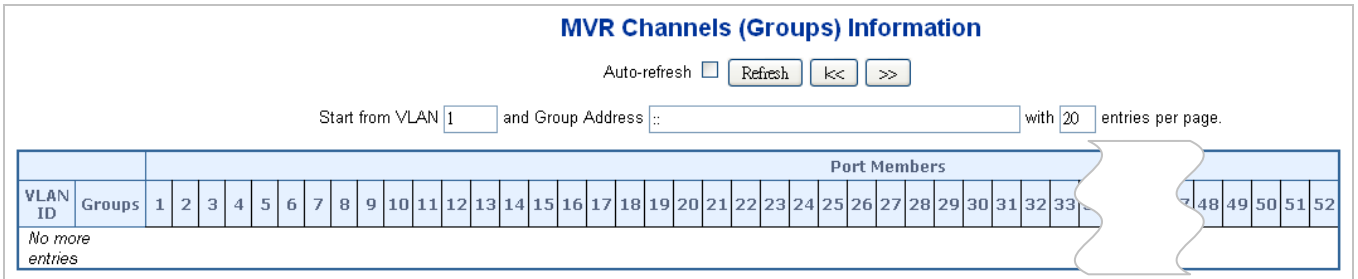 MVR Channels (Groups) Information
Auto-refresh Refresh |<< >>
Start from VLAN 1 and Group Address :: with 20 entries per page.
Port Members
VLAN ID Groups 1 2 3 4 5 6 7 8 9 10 11 12 13 14 15 16 17 18 19 20 21 22 23 24 25 26 27 28 29 30 31 32 33 48 49 50 51 52
No more
entries